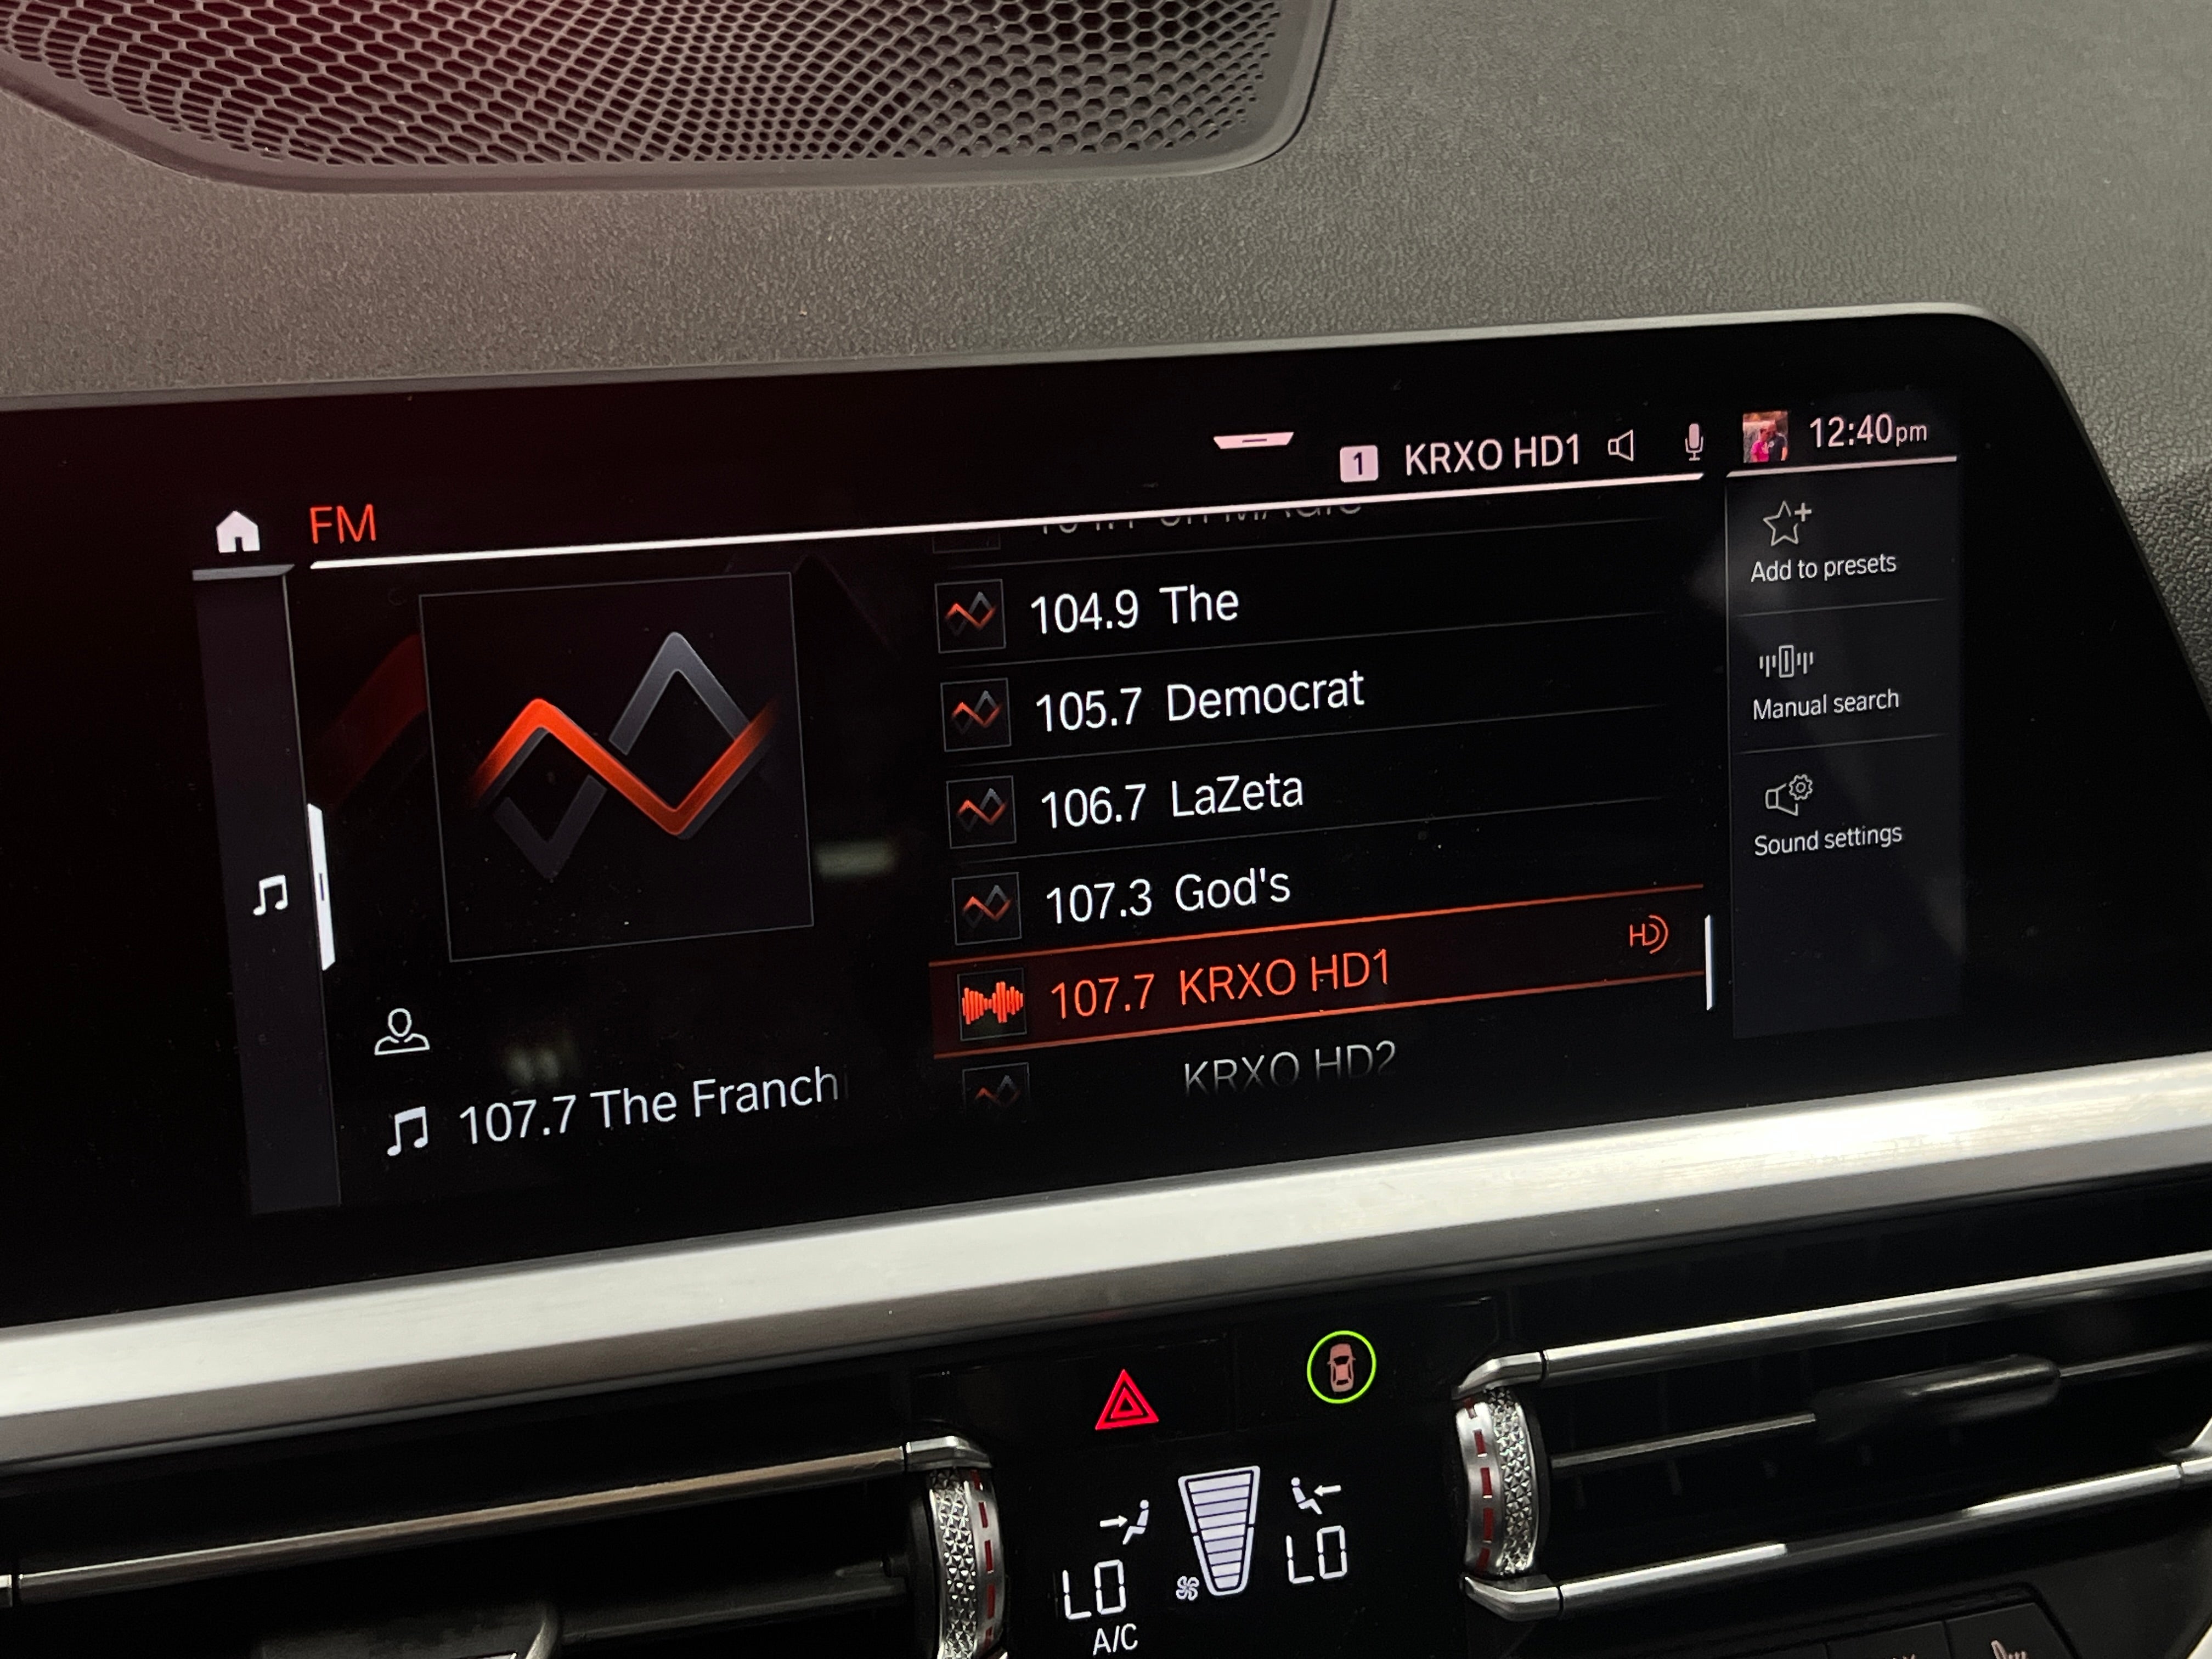 1 KRXO HD1 12:40pm
FM
104.9 The
105.7 Democrat
106.7 LaZeta
107.3 God's
107.7 KRXO HD1 HD
KRXO HD2
107.7 The Franch
Add to presets
Manual search
Sound settings
LO LO
A/C